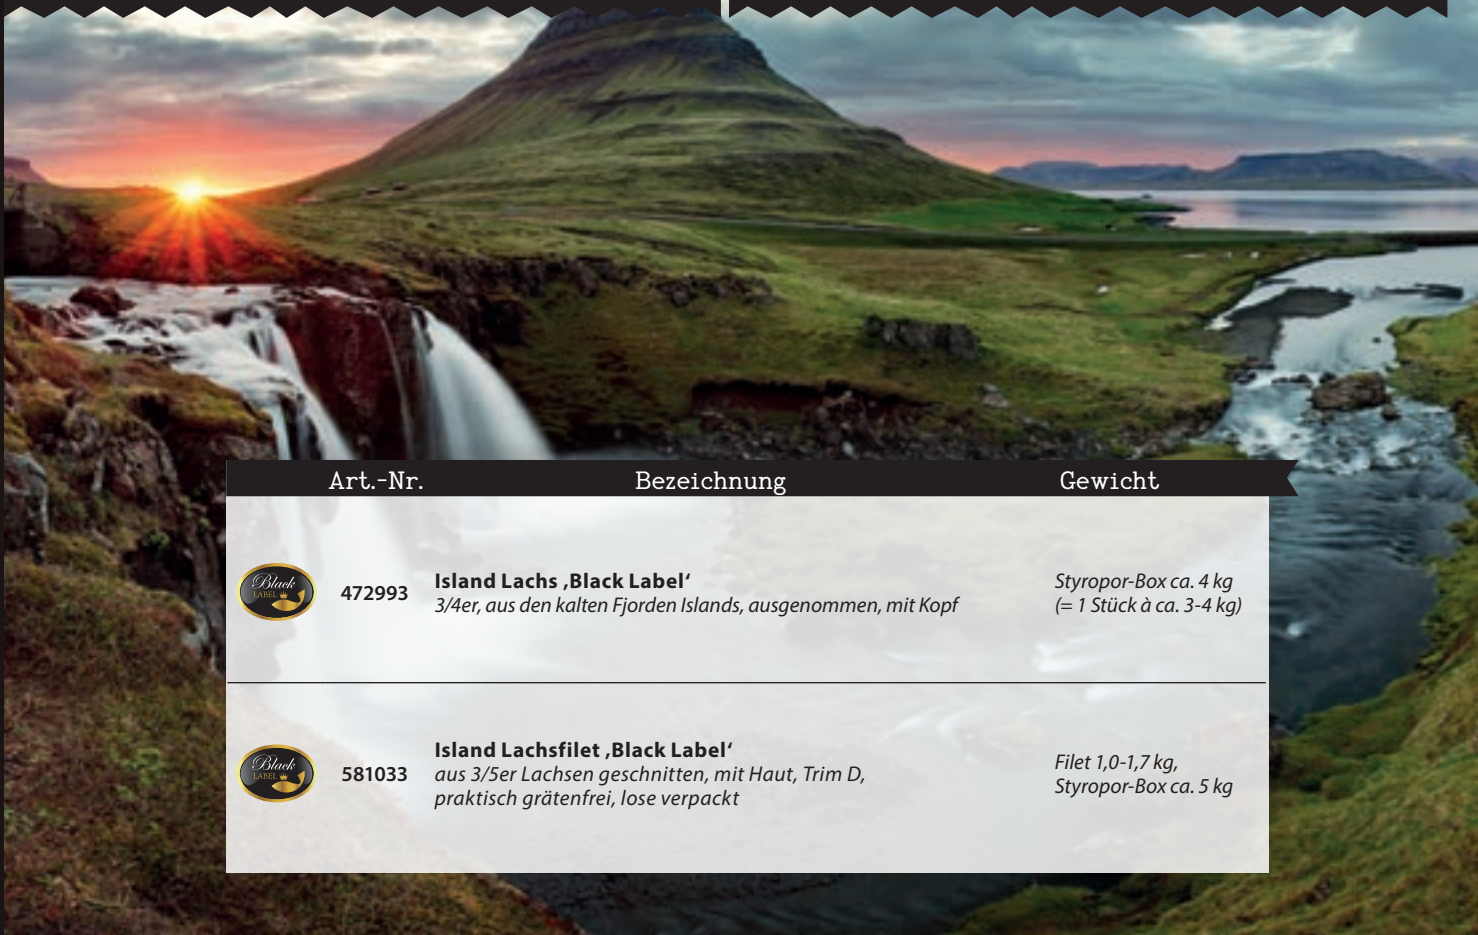 Art.-Nr. Bezeichnung Gewicht
Black
LABEL
472993
Island Lachs ‚Black Label‘
3/4er, aus den kalten Fjorden Islands, ausgenommen, mit Kopf
Styropor-Box ca. 4 kg
(= 1 Stück à ca. 3-4 kg)
Black
LABEL
581033
Island Lachsfilet ‚Black Label‘
aus 3/5er Lachsen geschnitten, mit Haut, Trim D,
praktisch grätenfrei, lose verpackt
Filet 1,0-1,7 kg,
Styropor-Box ca. 5 kg